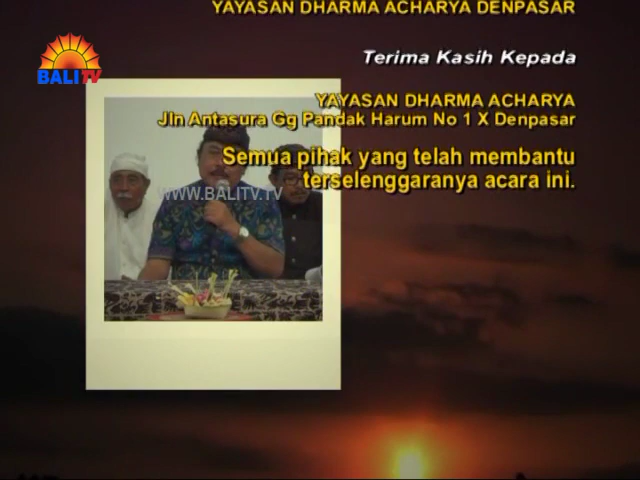 YAYASAN DHARMA ACHARYA DENPASAR
BALI TV
Terima Kasih Kepada
YAYASAN DHARMA ACHARYA
Jln Antasura Gg Pandak Harum No 1 X Denpasar
Semua pihak yang telah membantu
terselenggaranya acara ini.
WWW.BALITV.TV